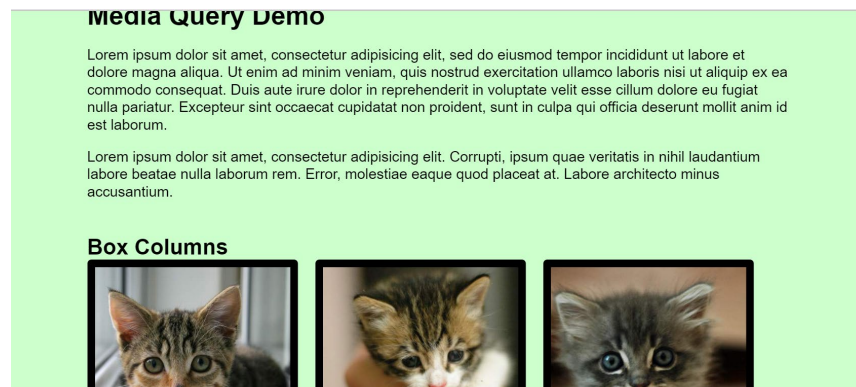 Media Query Demo
Lorem ipsum dolor sit amet, consectetur adipisicing elit, sed do eiusmod tempor incididunt ut labore et
dolore magna aliqua. Ut enim ad minim veniam, quis nostrud exercitation ullamco laboris nisi ut aliquip ex ea
commodo consequat. Duis aute irure dolor in reprehenderit in voluptate velit esse cillum dolore eu fugiat
nulla pariatur. Excepteur sint occaecat cupidatat non proident, sunt in culpa qui officia deserunt mollit anim id
est laborum.
Lorem ipsum dolor sit amet, consectetur adipisicing elit. Corrupti, ipsum quae veritatis in nihil laudantium
labore beatae nulla laborum rem. Error, molestiae eaque quod placeat at. Labore architecto minus
accusantium.
Box Columns